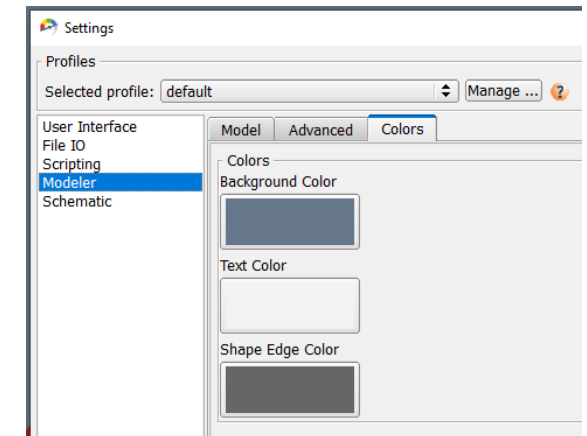 Settings
Profiles
Selected profile: default Manage ... ?
User Interface
File IO
Scripting
Modeler
Schematic
Model Advanced Colors
Colors
Background Color
Text Color
Shape Edge Color